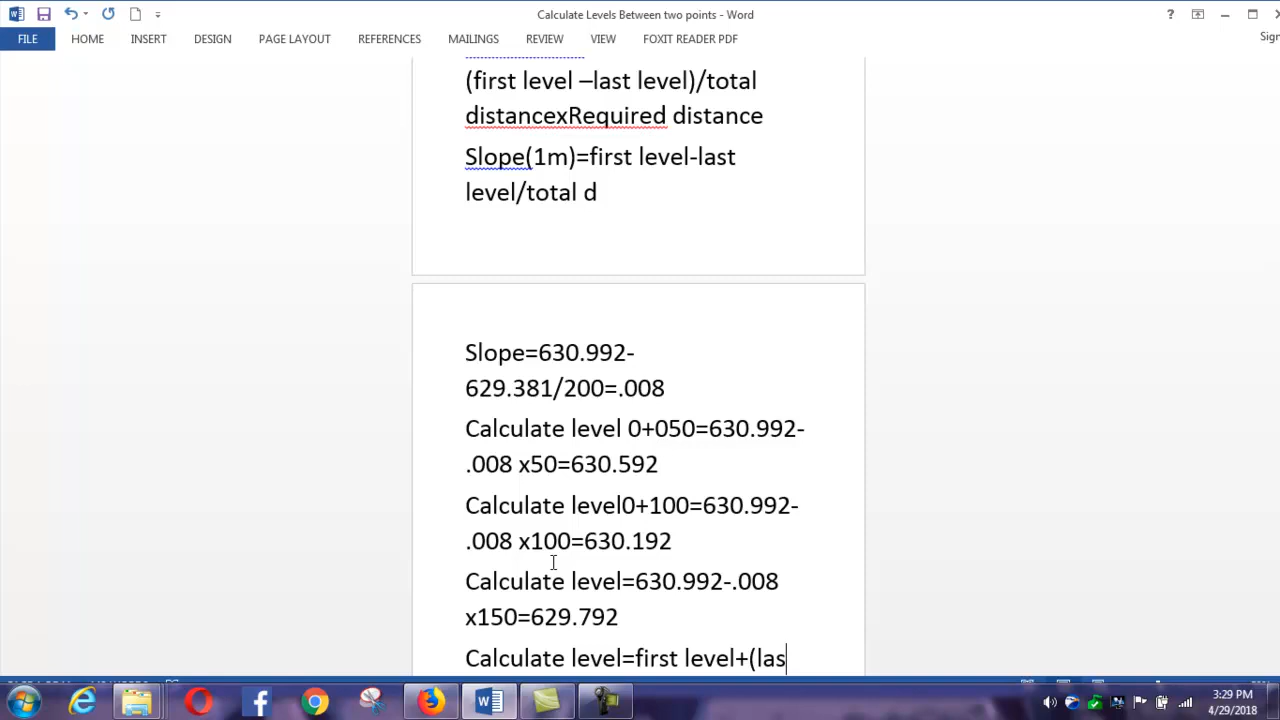 Calculate Levels Between two points - Word
?
Sign
FILE HOME INSERT DESIGN PAGE LAYOUT REFERENCES MAILINGS REVIEW VIEW FOXIT READER PDF
(first level –last level)/total
distancexRequired distance
Slope(1m)=first level-last
level/total d
Slope=630.992-
629.381/200=.008
Calculate level 0+050=630.992-
.008 x50=630.592
Calculate level0+100=630.992-
.008 x100=630.192
Calculate level=630.992-.008
x150=629.792
Calculate level=first level+(las
3:29 PM
4/29/2018